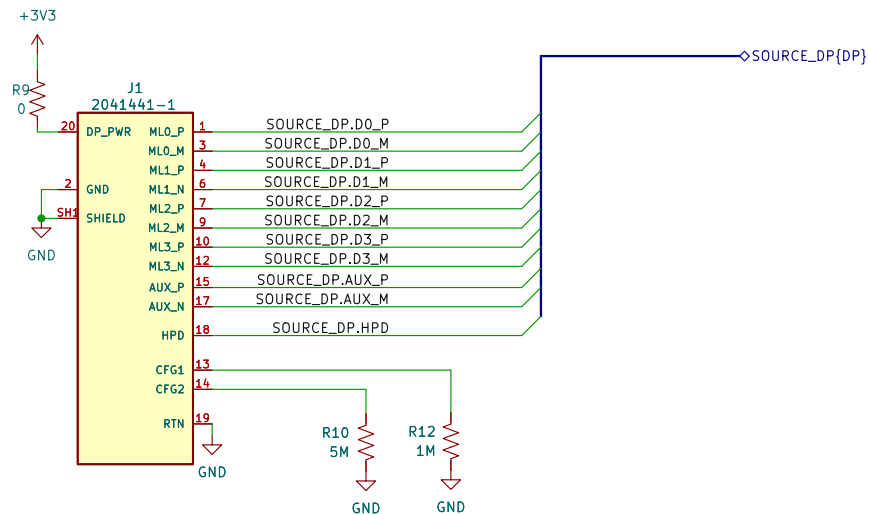 +3V3
SOURCE_DP{DP}
R9
0
J1
2041441-1
20 DP_PWR ML0_P 1 SOURCE_DP.D0_P
ML0_M 3 SOURCE_DP.D0_M
ML1_P 4 SOURCE_DP.D1_P
2 GND ML1_N 6 SOURCE_DP.D1_M
ML2_P 7 SOURCE_DP.D2_P
SH1 SHIELD ML2_M 9 SOURCE_DP.D2_M
ML3_P 10 SOURCE_DP.D3_P
GND ML3_N 12 SOURCE_DP.D3_M
AUX_P 15 SOURCE_DP.AUX_P
AUX_N 17 SOURCE_DP.AUX_M
HPD 18 SOURCE_DP.HPD
CFG1 13
CFG2 14
RTN 19
R10
5M
R12
1M
GND
GND
GND